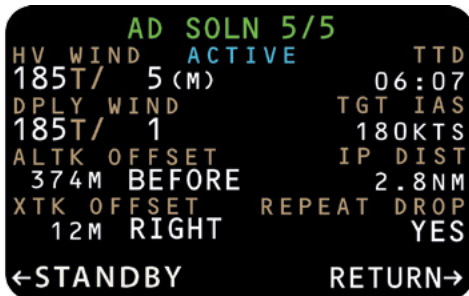 AD SOLN 5/5
HV WIND ACTIVE TTD
185T/ 5(M) 06:07
DPLY WIND TGT IAS
185T/ 1 180KTS
ALTK OFFSET IP DIST
374M BEFORE 2.8NM
XTK OFFSET REPEAT DROP
12M RIGHT YES
←STANDBY RETURN→